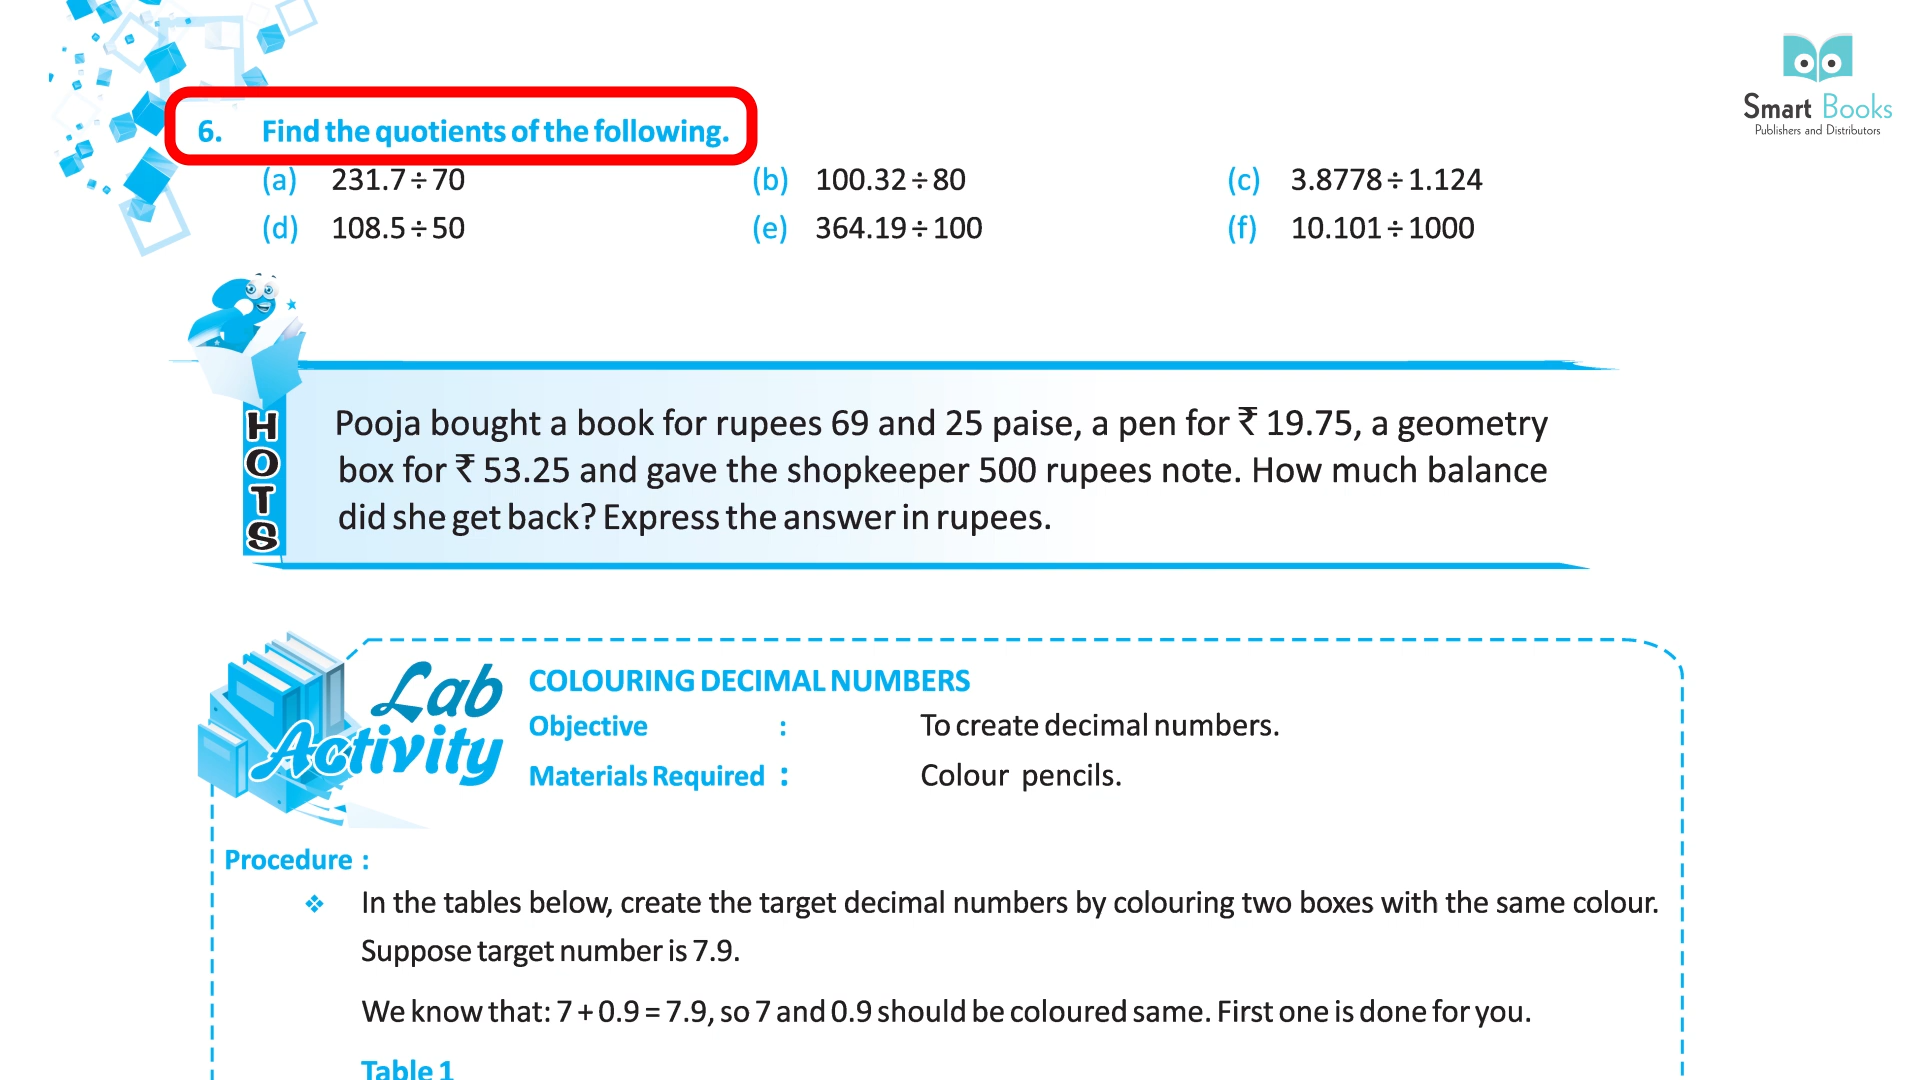 Smart Books
Publishers and Distributors
6. Find the quotients of the following.
(a) 231.7 ÷ 70 (b) 100.32 ÷ 80 (c) 3.8778 ÷ 1.124
(d) 108.5 ÷ 50 (e) 364.19 ÷ 100 (f) 10.101 ÷ 1000
HOTS
Pooja bought a book for rupees 69 and 25 paise, a pen for ₹ 19.75, a geometry
box for ₹ 53.25 and gave the shopkeeper 500 rupees note. How much balance
did she get back? Express the answer in rupees.
Lab
Activity
COLOURING DECIMAL NUMBERS
Objective : To create decimal numbers.
Materials Required : Colour pencils.
Procedure :
❖ In the tables below, create the target decimal numbers by colouring two boxes with the same colour.
Suppose target number is 7.9.
We know that: 7 + 0.9 = 7.9, so 7 and 0.9 should be coloured same. First one is done for you.
Table 1